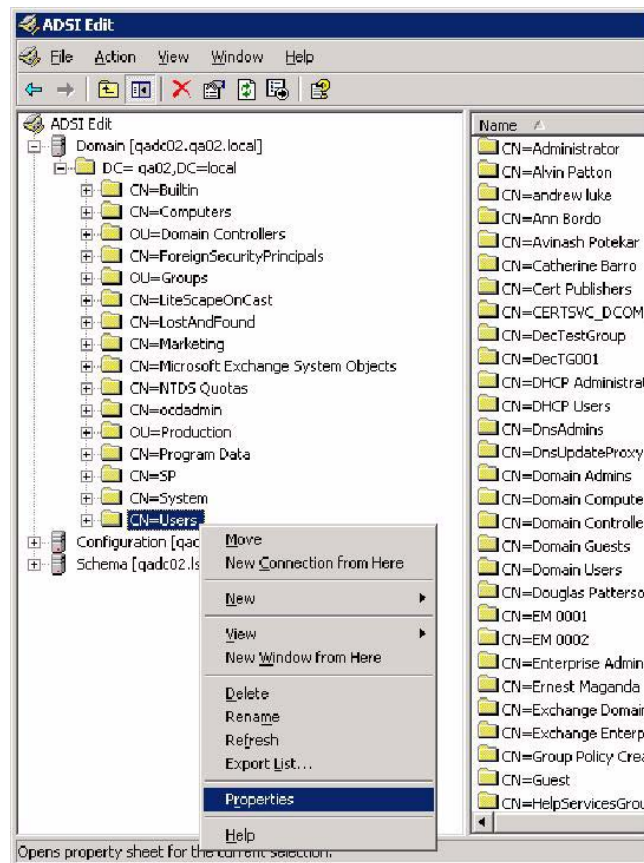 ADSI Edit
File Action View Window Help
ADSI Edit
Domain [qadc02.qa02.local]
DC= qa02,DC=local
CN=Builtin
CN=Computers
OU=Domain Controllers
CN=ForeignSecurityPrincipals
OU=Groups
CN=LiteScapeOnCast
CN=LostAndFound
CN=Marketing
CN=Microsoft Exchange System Objects
CN=NTDS Quotas
CN=ocdadmin
OU=Production
CN=Program Data
CN=SP
CN=System
CN=Users
Configuration [qadc
Schema [qadc02.ls
Move
New Connection from Here
New
View
New Window from Here
Delete
Rename
Refresh
Export List...
Properties
Help
Name
CN=Administrator
CN=Alvin Patton
CN=andrew luke
CN=Ann Bordo
CN=Avinash Potekar
CN=Catherine Barro
CN=Cert Publishers
CN=CERTSVC_DCOM
CN=DecTestGroup
CN=DecTG001
CN=DHCP Administrat
CN=DHCP Users
CN=DnsAdmins
CN=DnsUpdateProxy
CN=Domain Admins
CN=Domain Compute
CN=Domain Controlle
CN=Domain Guests
CN=Domain Users
CN=Douglas Patterso
CN=EM 0001
CN=EM 0002
CN=Enterprise Admin
CN=Ernest Maganda
CN=Exchange Domain
CN=Exchange Enterp
CN=Group Policy Crea
CN=Guest
CN=HelpServicesGrou
Opens property sheet for the current selection.